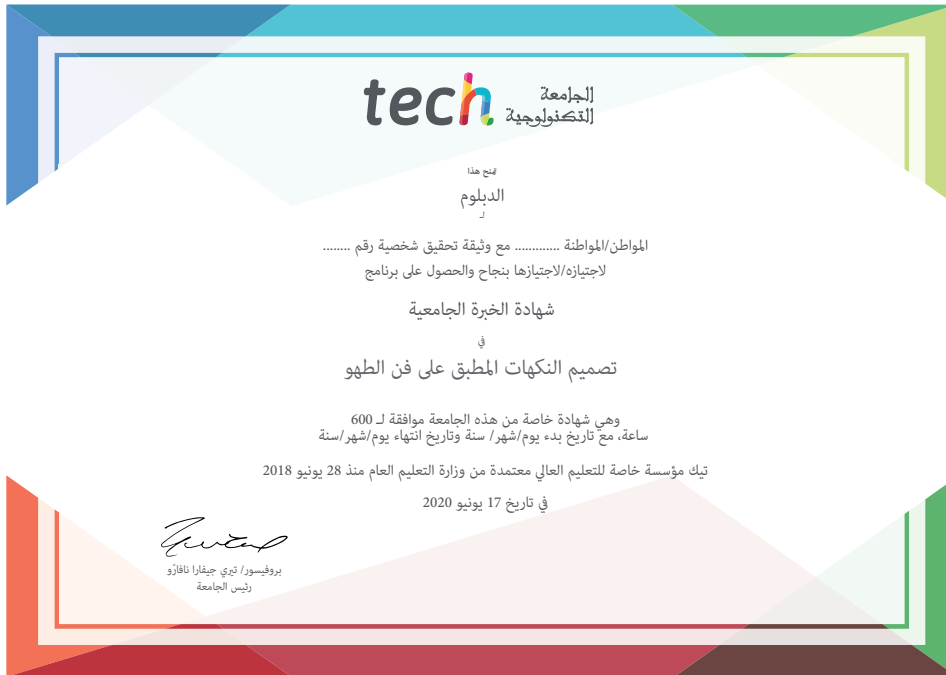 tech
الجامعة
التكنولوجية
يمنح هذا
الدبلوم
لـ
المواطن/المواطنة ............ مع وثيقة تحقيق شخصية رقم ........
لاجتيازه/لاجتيازها بنجاح والحصول على برنامج
شهادة الخبرة الجامعية
في
تصميم النكهات المطبق على فن الطهو
وهي شهادة خاصة من هذه الجامعة موافقة لـ 600
ساعة، مع تاريخ بدء يوم/شهر/ سنة وتاريخ انتهاء يوم/شهر/سنة
تيك مؤسسة خاصة للتعليم العالي معتمدة من وزارة التعليم العام منذ 28 يونيو 2018
في تاريخ 17 يونيو 2020
بروفيسور/ تيري جيفارا نافارو
رئيس الجامعة